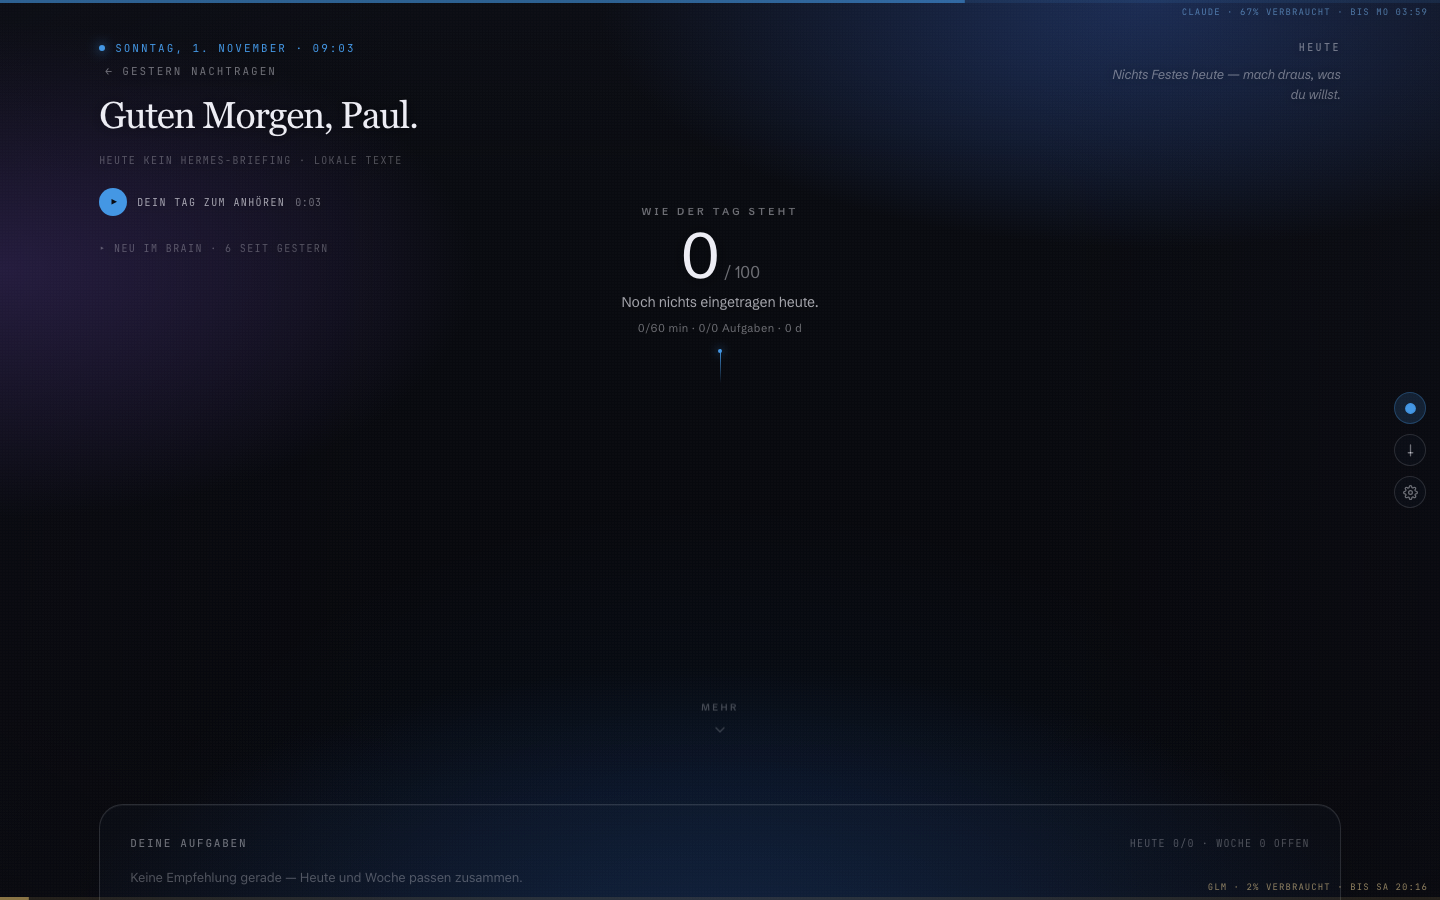 CLAUDE · 67% VERBRAUCHT · BIS MO 03:59
SONNTAG, 1. NOVEMBER · 09:03
← GESTERN NACHTRAGEN
Guten Morgen, Paul.
HEUTE KEIN HERMES-BRIEFING · LOKALE TEXTE
DEIN TAG ZUM ANHÖREN 0:03
NEU IM BRAIN · 6 SEIT GESTERN
HEUTE
Nichts Festes heute — mach draus, was
du willst.
WIE DER TAG STEHT
0 / 100
Noch nichts eingetragen heute.
0/60 min · 0/0 Aufgaben · 0 d
MEHR
DEINE AUFGABEN
HEUTE 0/0 · WOCHE 0 OFFEN
Keine Empfehlung gerade — Heute und Woche passen zusammen.
GLM · 2% VERBRAUCHT · BIS SA 20:16